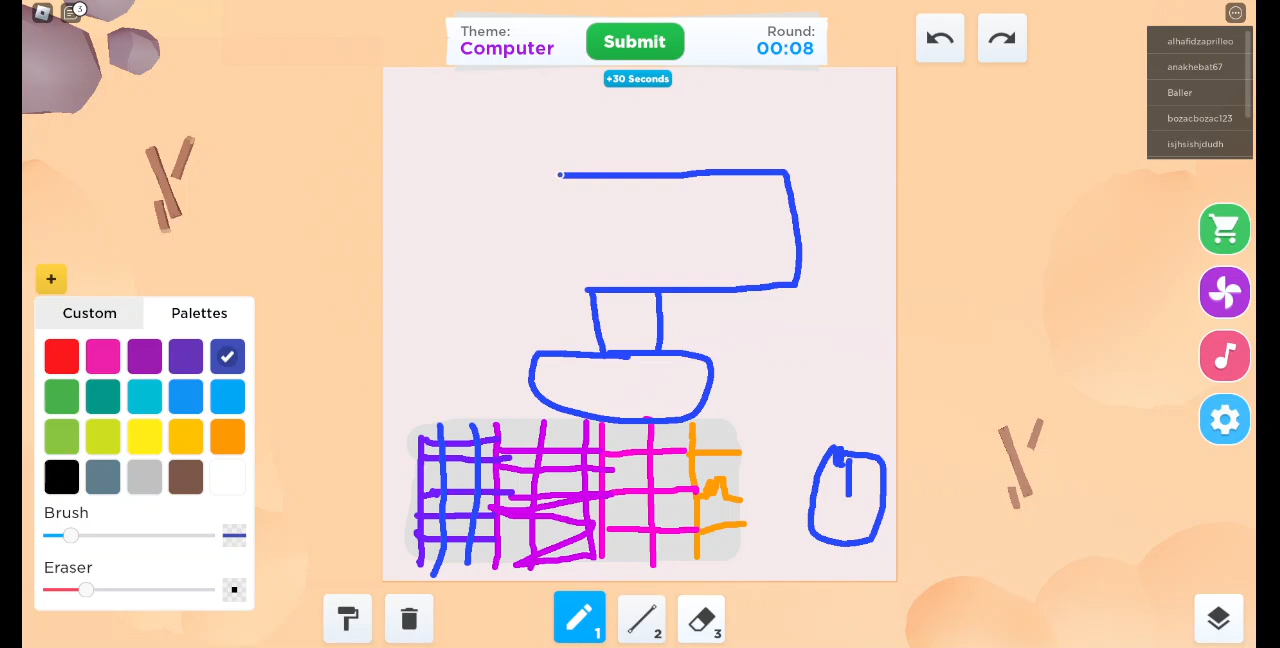 3
Theme:
Computer
Submit
Round:
00:08
+30 Seconds
alhafidzaprilleo
anakhebat67
Baller
bozacbozac123
isjhsishjdudh
+
Custom
Palettes
Brush
Eraser
1
2
3